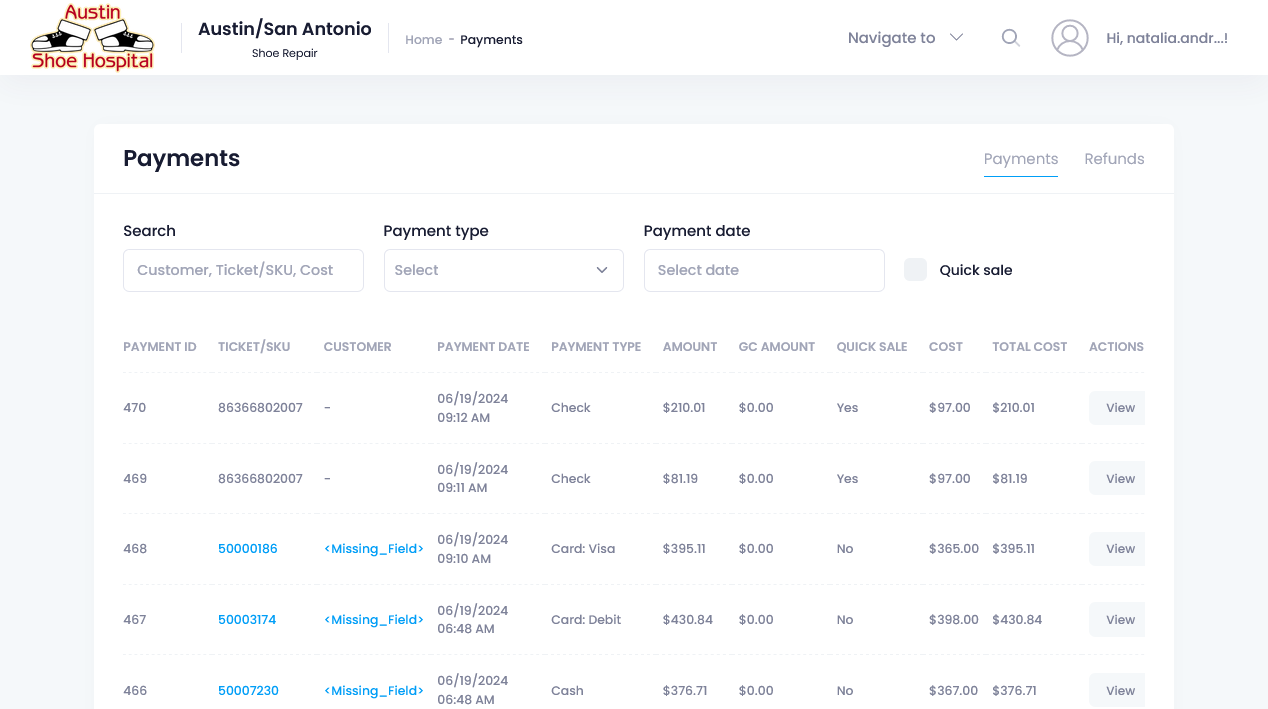 Austin
Shoe Hospital
Austin/San Antonio
Shoe Repair
Home - Payments
Navigate to
Hi, natalia.andr...!
Payments
Payments Refunds
Search Payment type Payment date
Customer, Ticket/SKU, Cost Select Select date Quick sale
PAYMENT ID TICKET/SKU CUSTOMER PAYMENT DATE PAYMENT TYPE AMOUNT GC AMOUNT QUICK SALE COST TOTAL COST ACTIONS
470 86366802007 - 06/19/2024 09:12 AM Check $210.01 $0.00 Yes $97.00 $210.01 View
469 86366802007 - 06/19/2024 09:11 AM Check $81.19 $0.00 Yes $97.00 $81.19 View
468 50000186 <Missing_Field> 06/19/2024 09:10 AM Card: Visa $395.11 $0.00 No $365.00 $395.11 View
467 50003174 <Missing_Field> 06/19/2024 06:48 AM Card: Debit $430.84 $0.00 No $398.00 $430.84 View
466 50007230 <Missing_Field> 06/19/2024 06:48 AM Cash $376.71 $0.00 No $367.00 $376.71 View